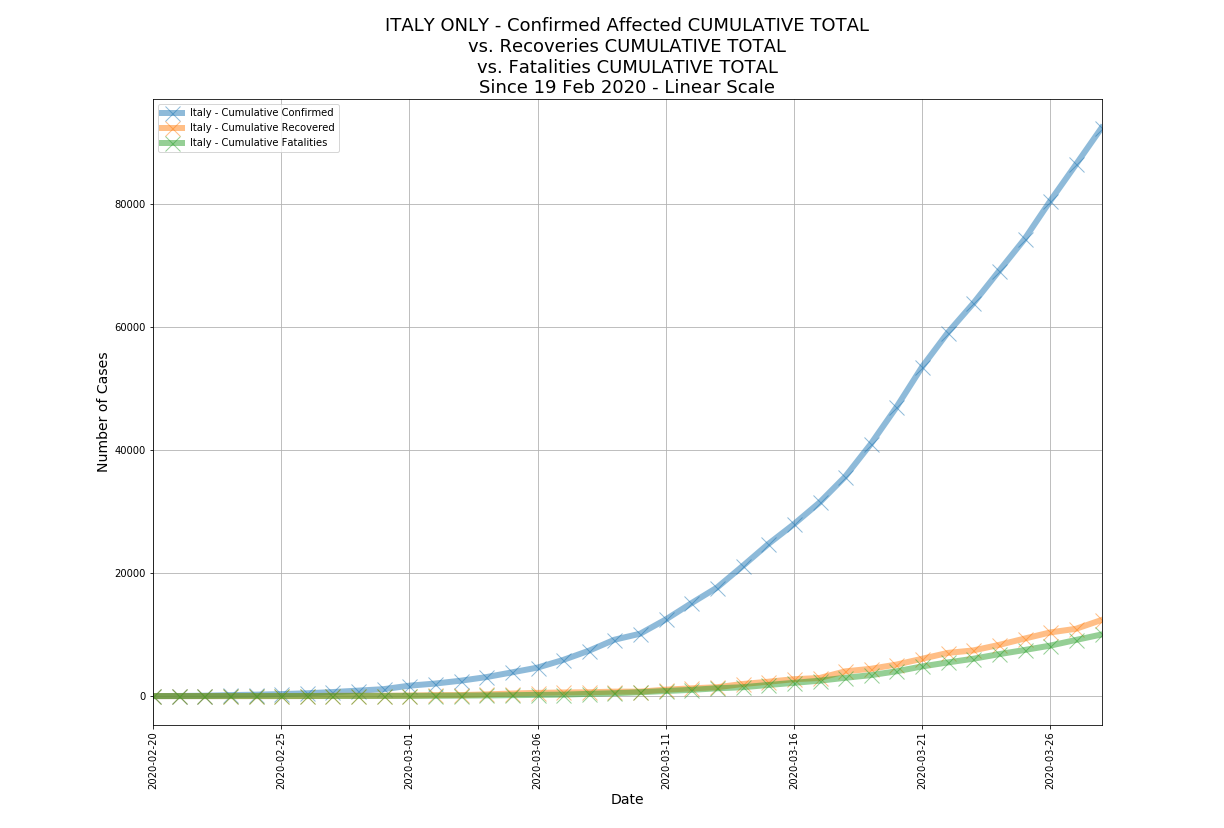 ITALY ONLY - Confirmed Affected CUMULATIVE TOTAL
vs. Recoveries CUMULATIVE TOTAL
vs. Fatalities CUMULATIVE TOTAL
Since 19 Feb 2020 - Linear Scale
Italy - Cumulative Confirmed
Italy - Cumulative Recovered
Italy - Cumulative Fatalities
Number of Cases
80000
60000
40000
20000
0
2020-02-20
2020-02-25
2020-03-01
2020-03-06
2020-03-11
2020-03-16
2020-03-21
2020-03-26
Date